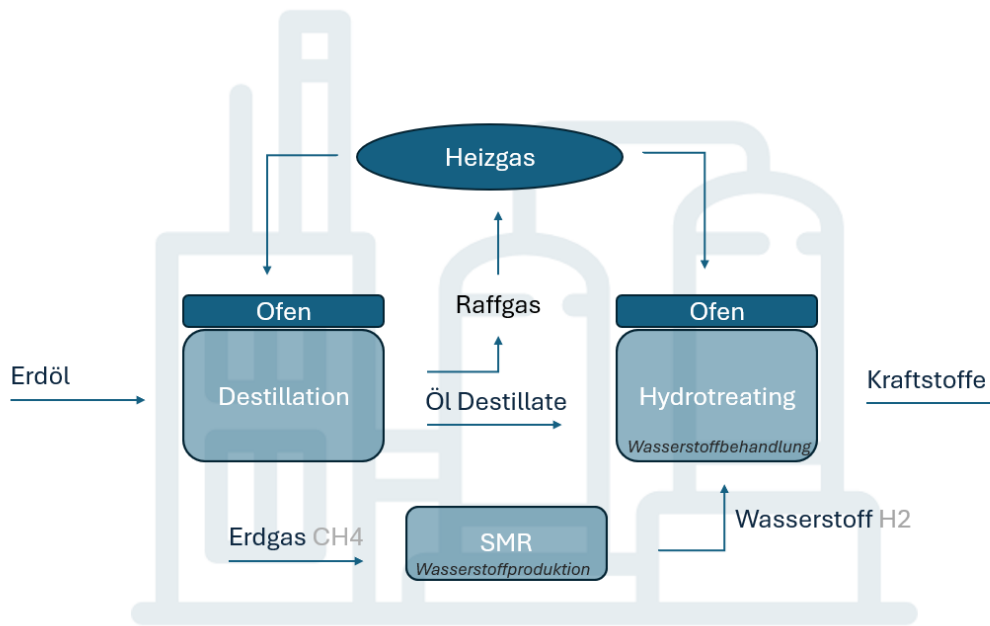 Heizgas
Raffgas
Ofen
Ofen
Erdöl
Destillation
Öl Destillate
Hydrotreating
Wasserstoffbehandlung
Kraftstoffe
Erdgas CH4
SMR
Wasserstoffproduktion
Wasserstoff H2